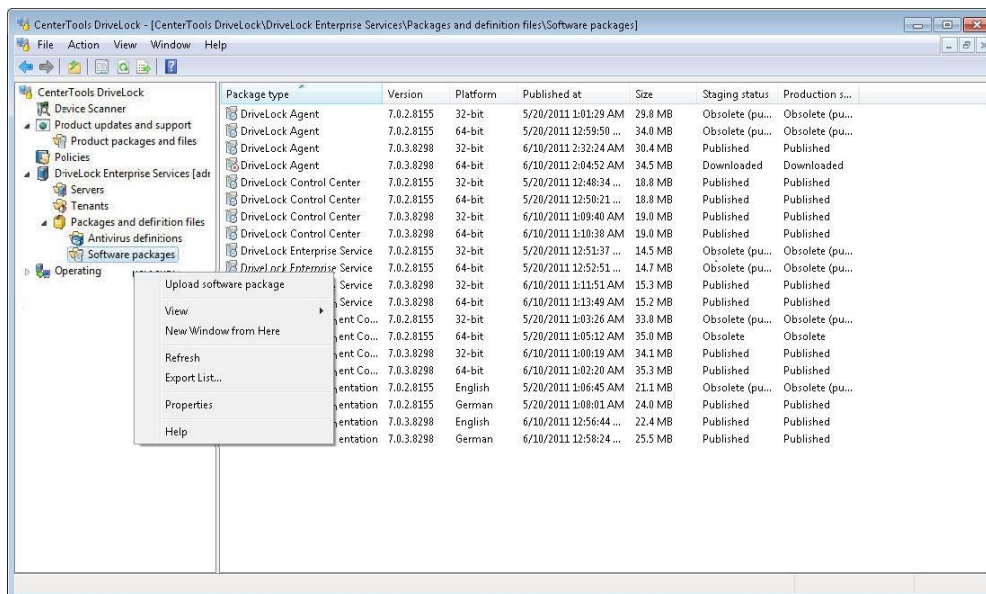 CenterTools DriveLock - [CenterTools DriveLock\DriveLock Enterprise Services\Packages and definition files\Software packages]
File Action View Window Help
CenterTools DriveLock
Device Scanner
Product updates and support
Product packages and files
Policies
DriveLock Enterprise Services [adr
Servers
Tenants
Packages and definition files
Antivirus definitions
Software packages
Operating
Upload software package
View
New Window from Here
Refresh
Export List...
Properties
Help
Package type Version Platform Published at Size Staging status Production s...
DriveLock Agent 7.0.2.8155 32-bit 5/20/2011 1:01:29 AM 29.8 MB Obsolete (pu... Obsolete (pu...
DriveLock Agent 7.0.2.8155 64-bit 5/20/2011 12:59:50 ... 34.0 MB Obsolete (pu... Obsolete (pu...
DriveLock Agent 7.0.3.8298 32-bit 6/10/2011 2:32:24 AM 30.4 MB Published Published
DriveLock Agent 7.0.3.8298 64-bit 6/10/2011 2:04:52 AM 34.5 MB Downloaded Downloaded
DriveLock Control Center 7.0.2.8155 32-bit 5/20/2011 12:48:34 ... 18.8 MB Published Published
DriveLock Control Center 7.0.2.8155 64-bit 5/20/2011 12:50:21 ... 18.8 MB Published Published
DriveLock Control Center 7.0.3.8298 32-bit 6/10/2011 1:09:40 AM 19.0 MB Published Published
DriveLock Control Center 7.0.3.8298 64-bit 6/10/2011 1:10:38 AM 19.0 MB Published Published
DriveLock Enterprise Service 7.0.2.8155 32-bit 5/20/2011 12:51:37 ... 14.5 MB Obsolete (pu... Obsolete (pu...
DriveLock Enterprise Service 7.0.2.8155 64-bit 5/20/2011 12:52:51 ... 14.7 MB Obsolete (pu... Obsolete (pu...
Service 7.0.3.8298 32-bit 6/10/2011 1:11:51 AM 15.3 MB Published Published
Service 7.0.3.8298 64-bit 6/10/2011 1:13:49 AM 15.2 MB Published Published
ent Co... 7.0.2.8155 32-bit 5/20/2011 1:03:26 AM 33.8 MB Obsolete (pu... Obsolete (pu...
ent Co... 7.0.2.8155 64-bit 5/20/2011 1:05:12 AM 35.0 MB Obsolete Obsolete
ent Co... 7.0.3.8298 32-bit 6/10/2011 1:00:19 AM 34.1 MB Published Published
ent Co... 7.0.3.8298 64-bit 6/10/2011 1:02:20 AM 35.3 MB Published Published
entation 7.0.2.8155 English 5/20/2011 1:06:45 AM 21.1 MB Obsolete (pu... Obsolete (pu...
entation 7.0.2.8155 German 5/20/2011 1:08:01 AM 24.0 MB Published Published
entation 7.0.3.8298 English 6/10/2011 12:56:44 ... 22.4 MB Published Published
entation 7.0.3.8298 German 6/10/2011 12:58:24 ... 25.5 MB Published Published